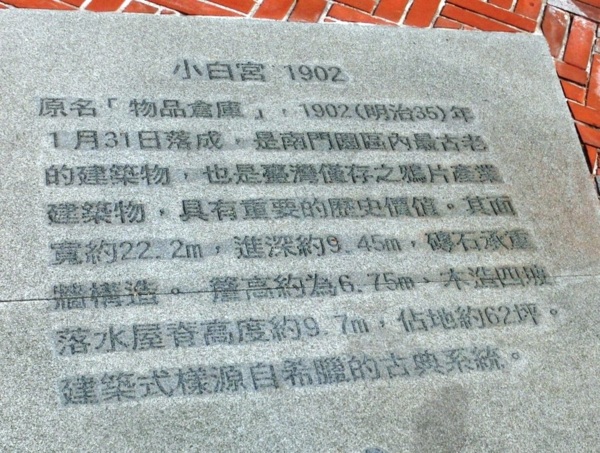 小白宮 1902
原名「物品倉庫」，1902(明治35)年
1月31日落成，是南門園區內最古老
的建築物，也是臺灣僅存之鴉片產業
建築物，具有重要的歷史價值。其面
寬約22.2m，進深約9.45m，磚石承重
牆構造。簷高約為6.75m，木造四坡
落水屋脊高度約9.7m，佔地約62坪。
建築式樣源自希臘的古典系統。